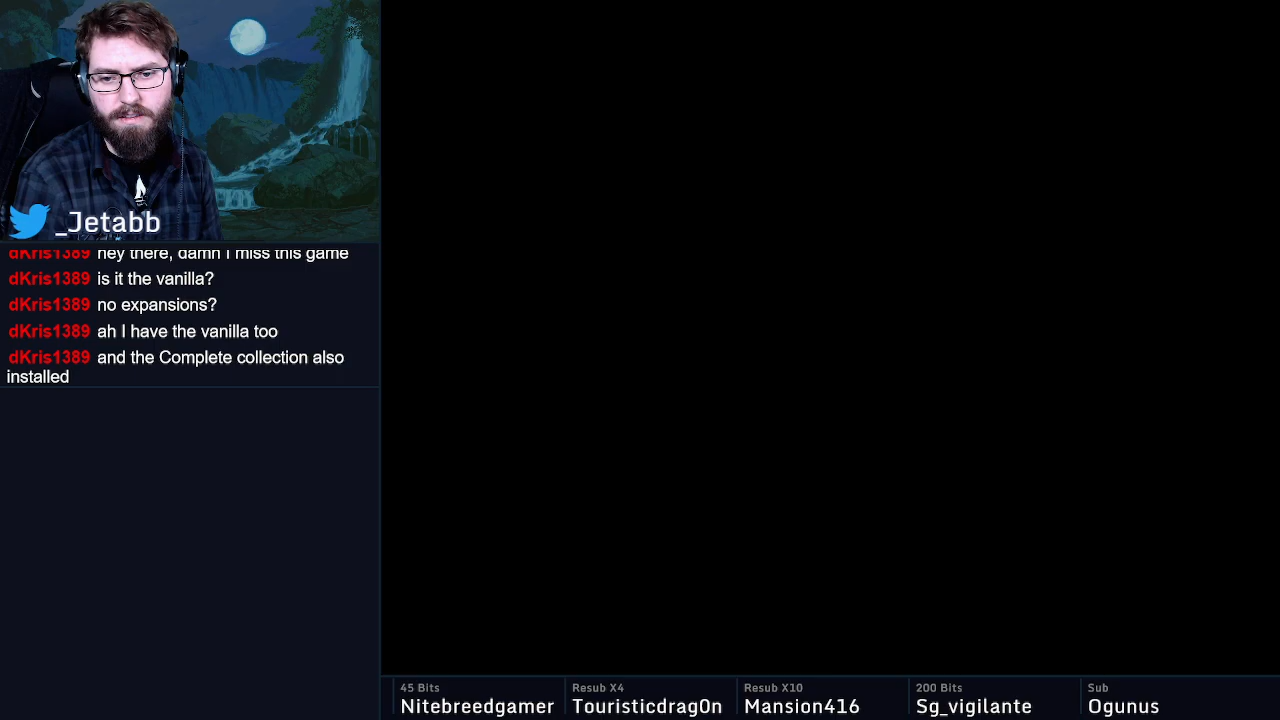 _Jetabb
dKris1389 hey there, damn I miss this game
dKris1389 is it the vanilla?
dKris1389 no expansions?
dKris1389 ah I have the vanilla too
dKris1389 and the Complete collection also
installed
45 Bits
Nitebreedgamer
Resub X4
Touristicdrag0n
Resub X10
Mansion416
200 Bits
Sg_vigilante
Sub
Ogunus